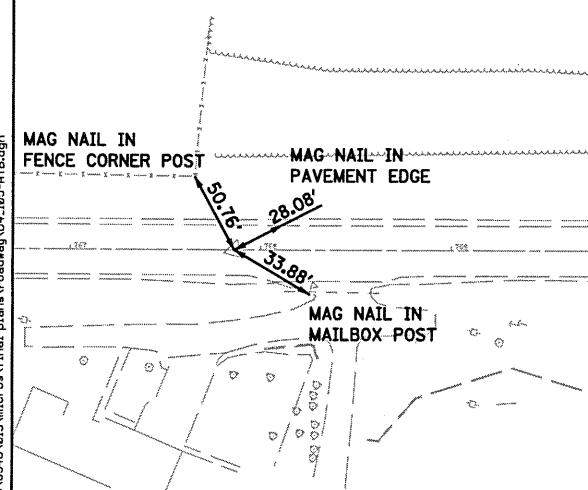 MAG NAIL IN
FENCE CORNER POST
MAG NAIL IN
PAVEMENT EDGE
50.76'
28.08'
33.88'
MAG NAIL IN
MAILBOX POST